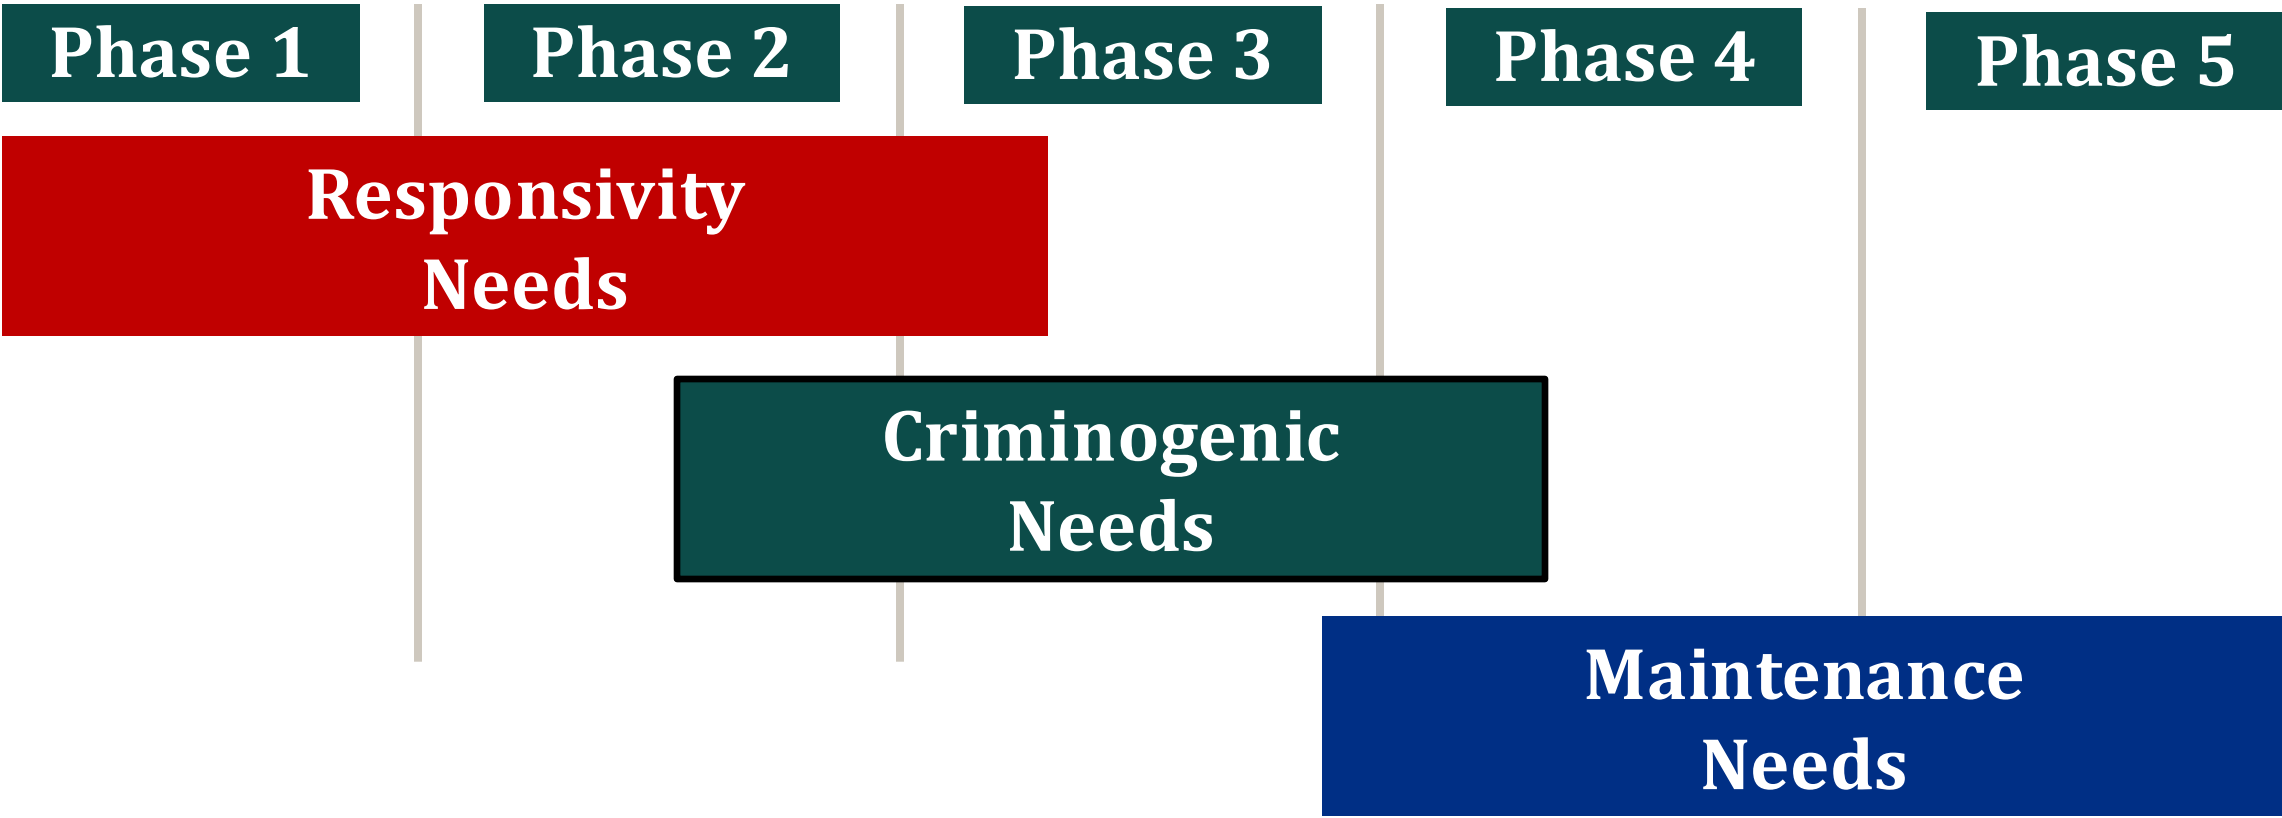 Phase 1
Phase 2
Phase 3
Phase 4
Phase 5
Responsivity
Needs
Criminogenic
Needs
Maintenance
Needs